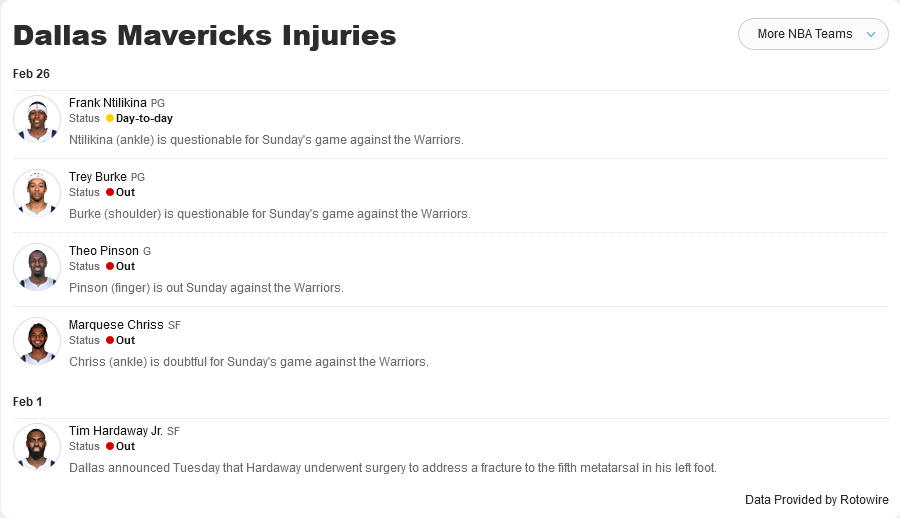 Dallas Mavericks Injuries
More NBA Teams
Feb 26
Frank Ntilikina PG
Status Day-to-day
Ntilikina (ankle) is questionable for Sunday's game against the Warriors.
Trey Burke PG
Status Out
Burke (shoulder) is questionable for Sunday's game against the Warriors.
Theo Pinson G
Status Out
Pinson (finger) is out Sunday against the Warriors.
Marquese Chriss SF
Status Out
Chriss (ankle) is doubtful for Sunday's game against the Warriors.
Feb 1
Tim Hardaway Jr. SF
Status Out
Dallas announced Tuesday that Hardaway underwent surgery to address a fracture to the fifth metatarsal in his left foot.
Data Provided by Rotowire